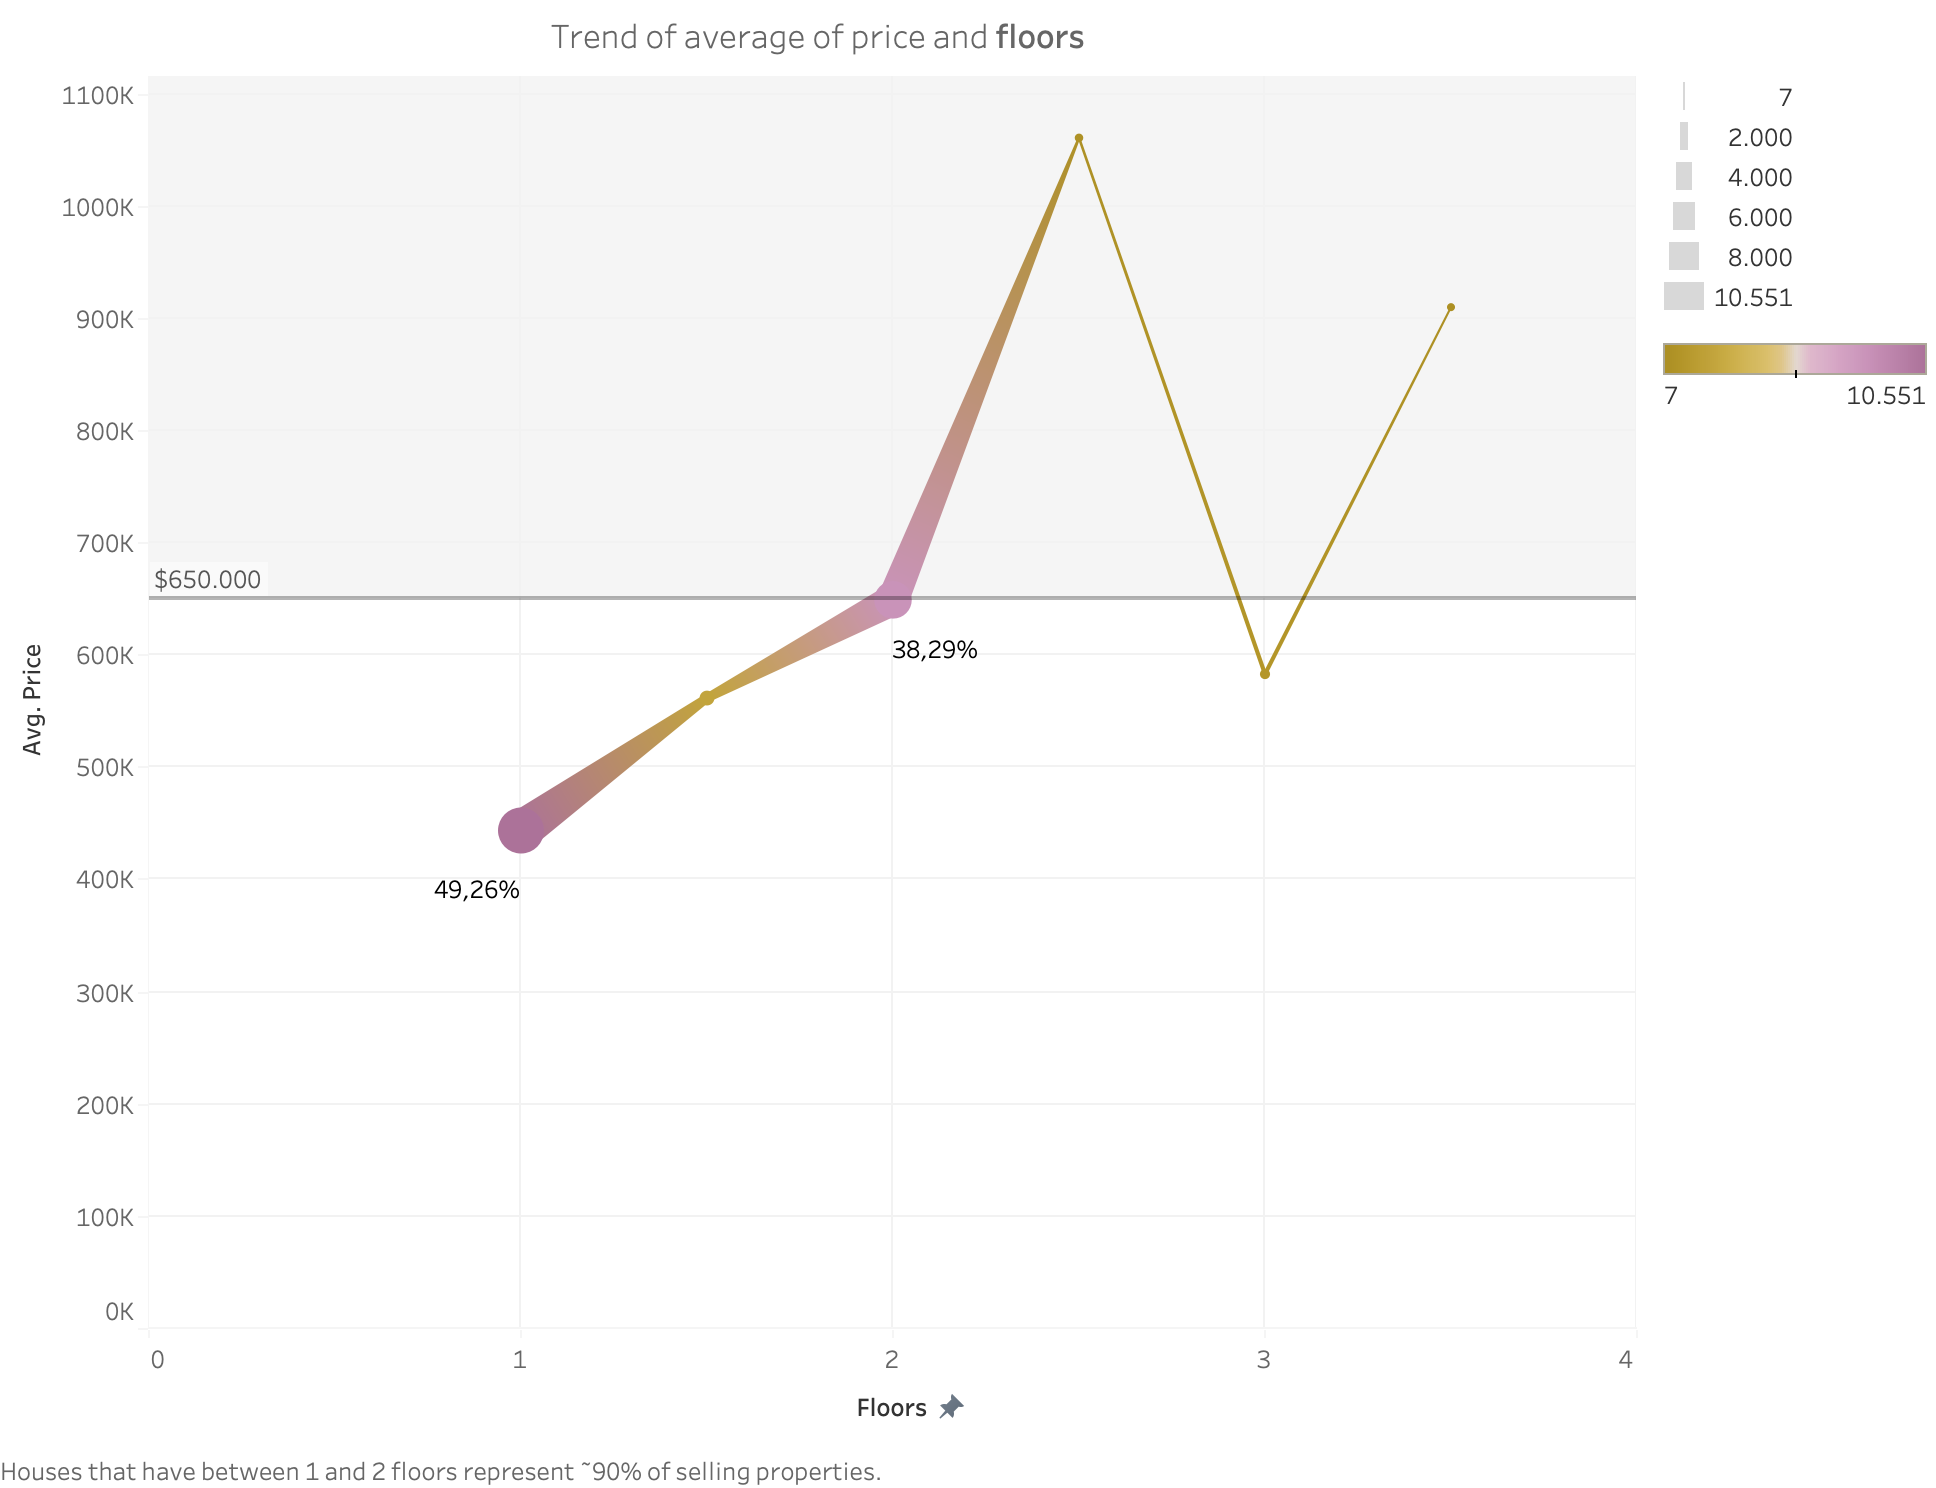 Trend of average of price and floors
1100K
1000K
900K
800K
700K
600K
500K
400K
300K
200K
100K
0K
Avg. Price
$650.000
38,29%
49,26%
0
1
2
3
4
Floors
7
2.000
4.000
6.000
8.000
10.551
7
10.551
Houses that have between 1 and 2 floors represent ~90% of selling properties.